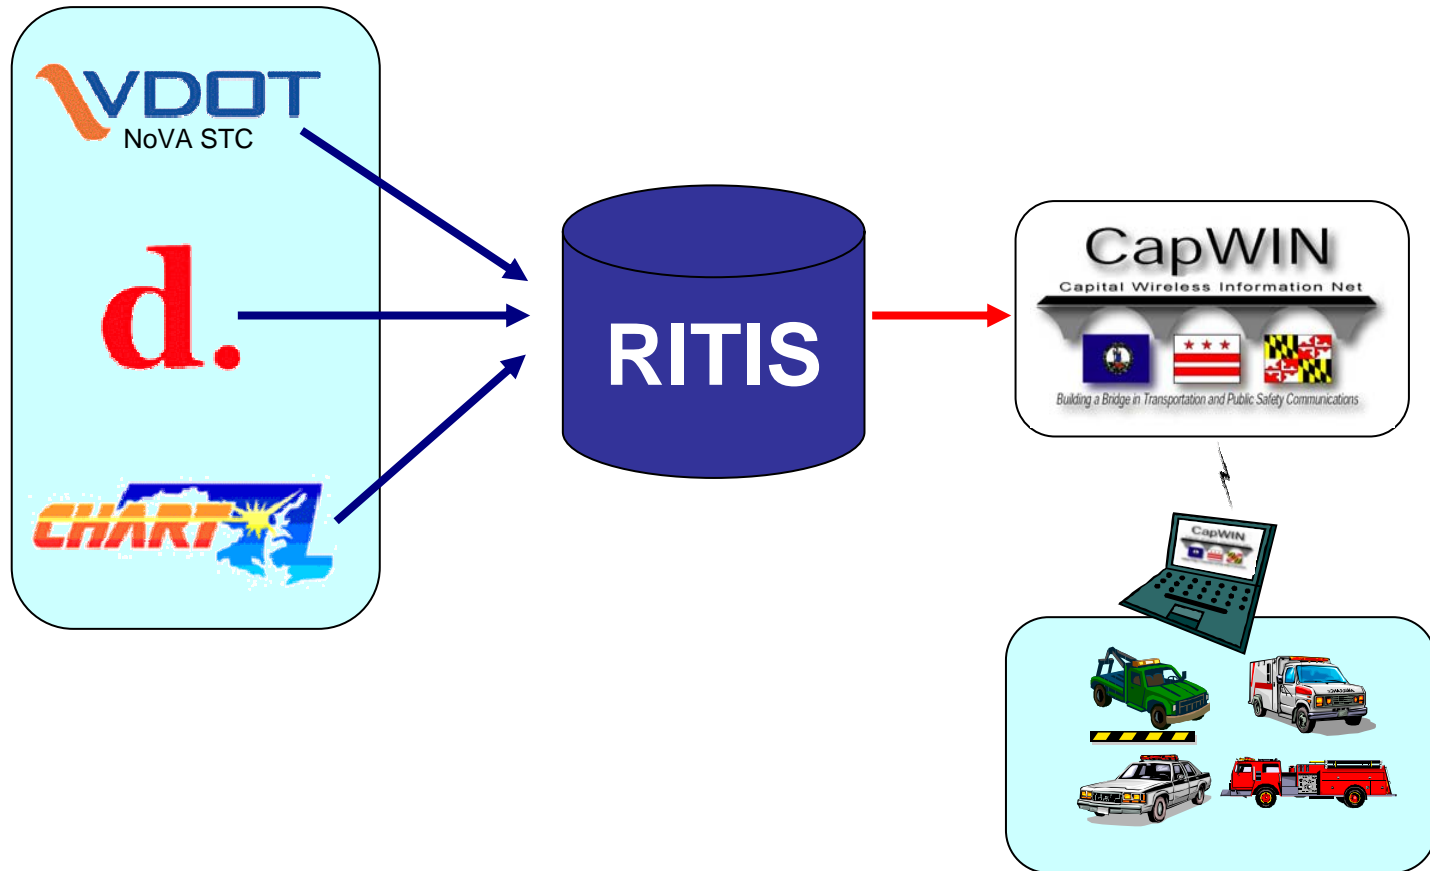 VDOT
NoVA STC
d.
CHART
RITIS
CapWIN
Capital Wireless Information Net
Building a Bridge in Transportation and Public Safety Communications
CapWIN